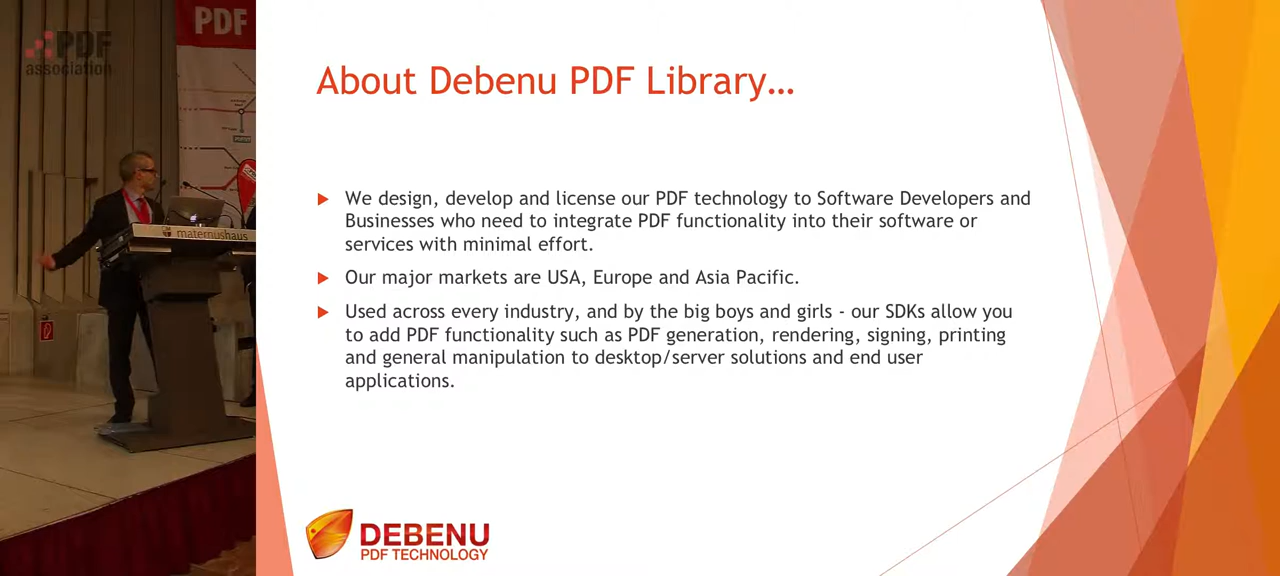 PDF
PDF
association
maternushaus
About Debenu PDF Library…
We design, develop and license our PDF technology to Software Developers and
Businesses who need to integrate PDF functionality into their software or
services with minimal effort.
Our major markets are USA, Europe and Asia Pacific.
Used across every industry, and by the big boys and girls - our SDKs allow you
to add PDF functionality such as PDF generation, rendering, signing, printing
and general manipulation to desktop/server solutions and end user
applications.
DEBENU
PDF TECHNOLOGY